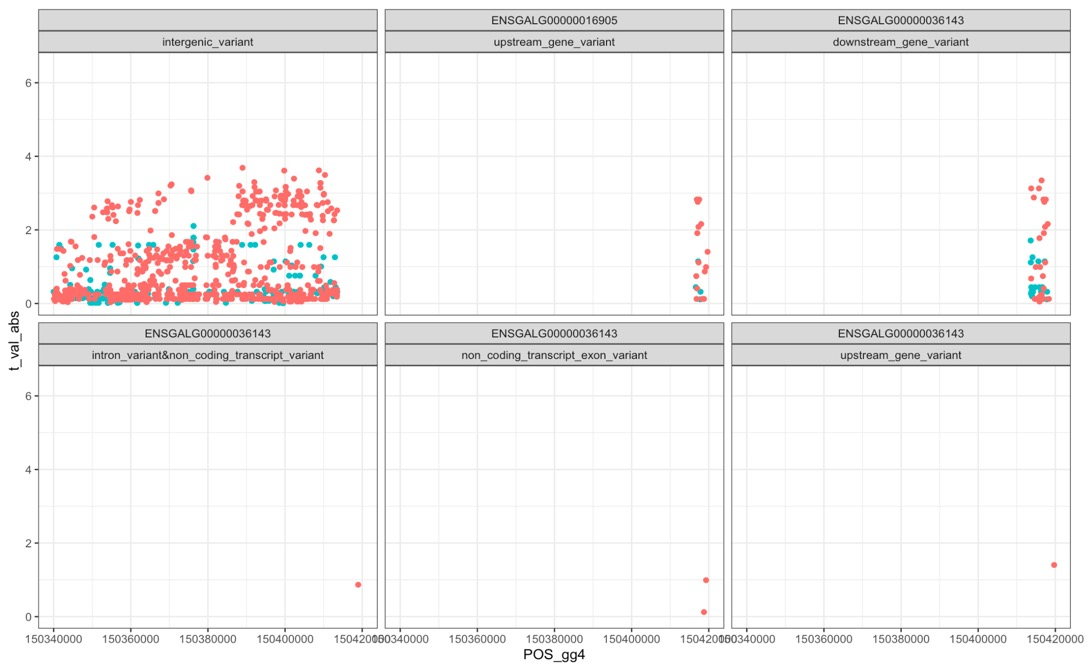 ENSGALG00000016905
ENSGALG00000036143
intergenic_variant
upstream_gene_variant
downstream_gene_variant
6
4
2
0
ENSGALG00000036143
ENSGALG00000036143
ENSGALG00000036143
intron_variant&non_coding_transcript_variant
non_coding_transcript_exon_variant
upstream_gene_variant
6
4
2
0
t_val_abs
150340000 150360000 150380000 150400000 150420000 150340000 150360000 150380000 150400000 150420000 150340000 150360000 150380000 150400000 150420000
POS_gg4